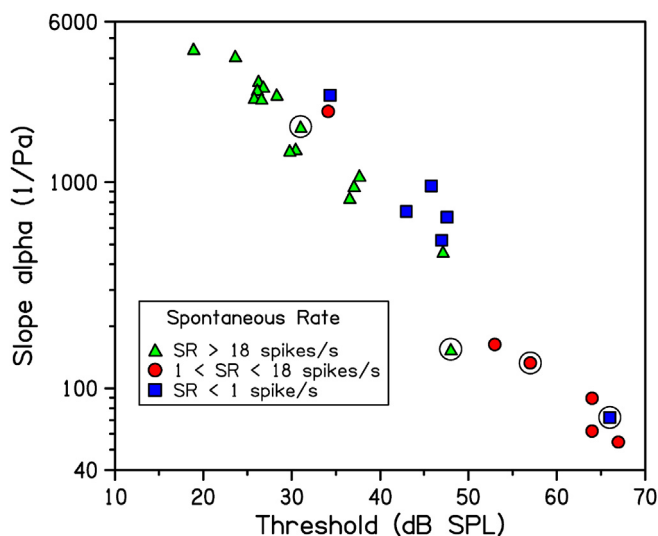 6000
1000
100
40
Slope alpha (1/Pa)
Spontaneous Rate
SR > 18 spikes/s
1 < SR < 18 spikes/s
SR < 1 spike/s
10 20 30 40 50 60 70
Threshold (dB SPL)